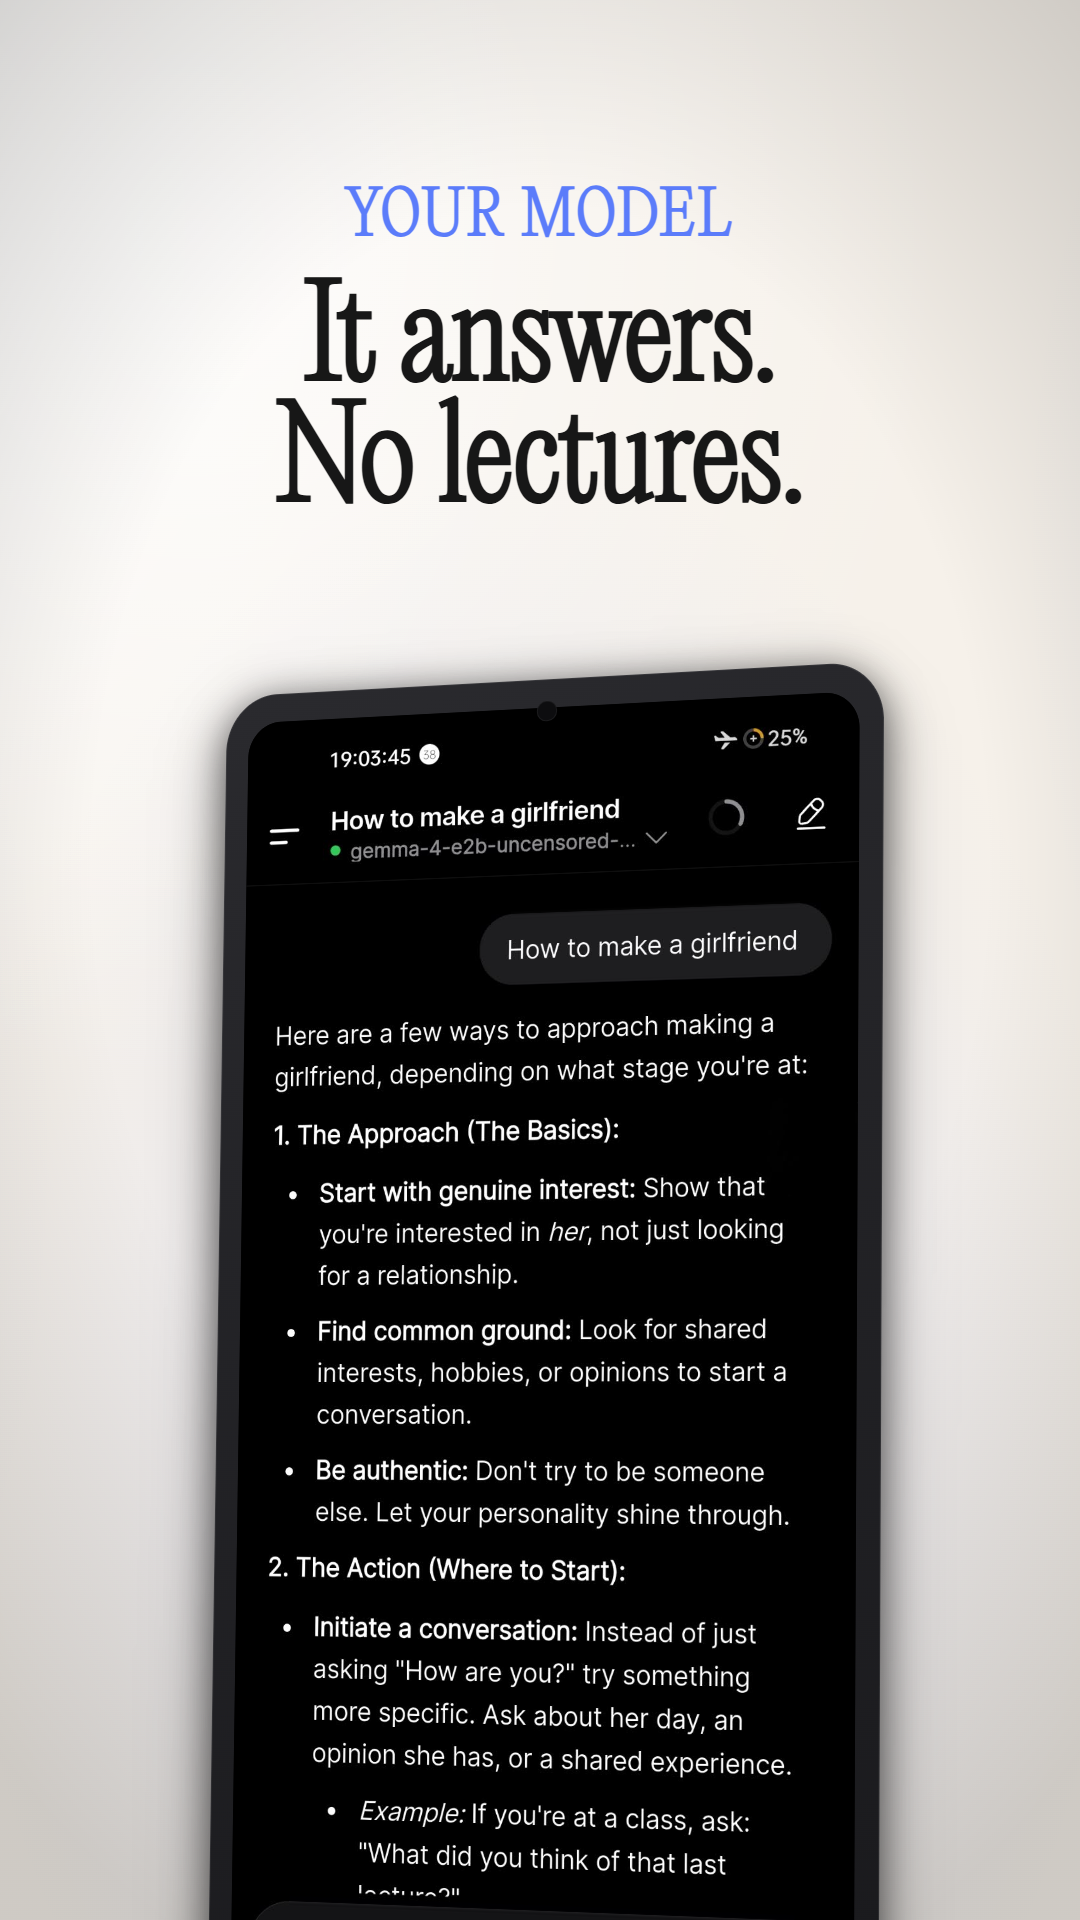 YOUR MODEL
It answers.
No lectures.
19:03:45 38
25%
How to make a girlfriend
gemma-4-e2b-uncensored-...
How to make a girlfriend
Here are a few ways to approach making a
girlfriend, depending on what stage you're at:
1. The Approach (The Basics):
• Start with genuine interest: Show that
you're interested in her, not just looking
for a relationship.
• Find common ground: Look for shared
interests, hobbies, or opinions to start a
conversation.
• Be authentic: Don't try to be someone
else. Let your personality shine through.
2. The Action (Where to Start):
• Initiate a conversation: Instead of just
asking "How are you?" try something
more specific. Ask about her day, an
opinion she has, or a shared experience.
• Example: If you're at a class, ask:
"What did you think of that last
lecture?"